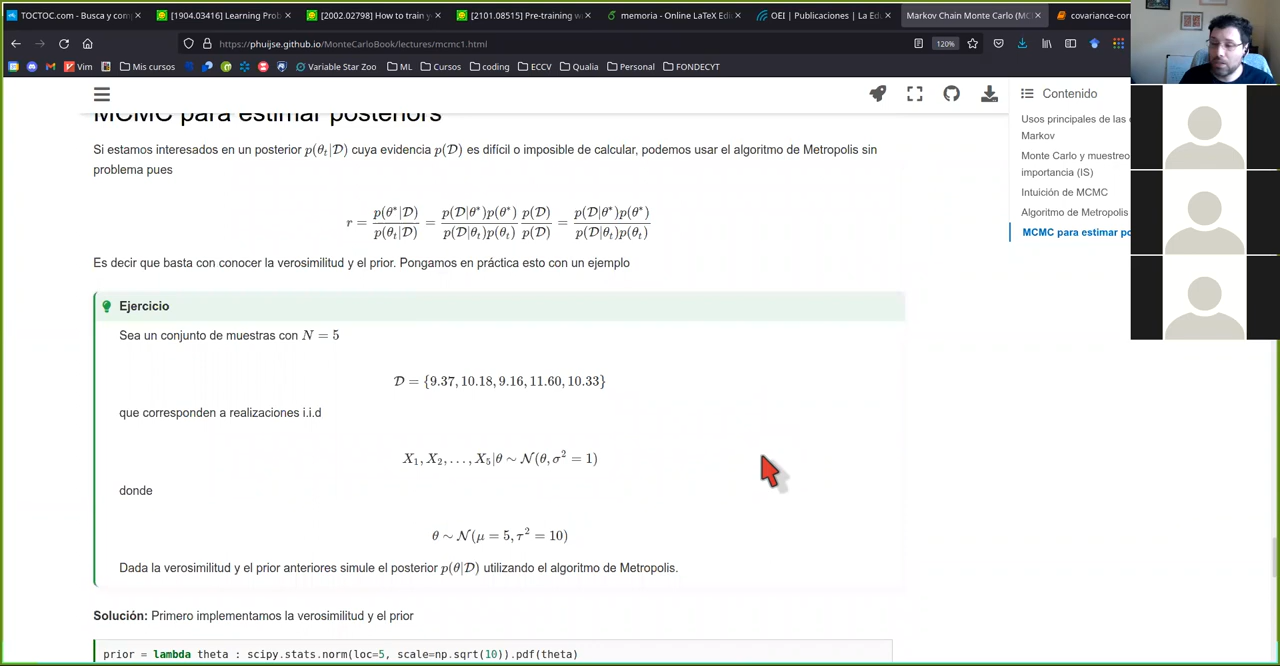 TOCTOC.com - Busca y comp
[1904.03416] Learning Prob
[2002.02798] How to train y
[2101.08515] Pre-training w
memoria - Online LaTeX Edi
OEI | Publicaciones | La Edu
Markov Chain Monte Carlo (MC
covariance-corr
https://phuijse.github.io/MonteCarloBook/lectures/mcmc1.html
120%
Vim
Mis cursos
Variable Star Zoo
ML
Cursos
coding
ECCV
Qualia
Personal
FONDECYT
Contenido
Usos principales de las
Markov
Monte Carlo y muestreo
importancia (IS)
Intuición de MCMC
Algoritmo de Metropolis
MCMC para estimar po
MCMC para estimar posteriors
Si estamos interesados en un posterior p(θ_t|𝒟) cuya evidencia p(𝒟) es difícil o imposible de calcular, podemos usar el algoritmo de Metropolis sin
problema pues
r = p(θ*|𝒟)/p(θ_t|𝒟) = p(𝒟|θ*)p(θ*)/p(𝒟|θ_t)p(θ_t) p(𝒟)/p(𝒟) = p(𝒟|θ*)p(θ*)/p(𝒟|θ_t)p(θ_t)
Es decir que basta con conocer la verosimilitud y el prior. Pongamos en práctica esto con un ejemplo
Ejercicio
Sea un conjunto de muestras con N = 5
𝒟 = {9.37, 10.18, 9.16, 11.60, 10.33}
que corresponden a realizaciones i.i.d
X₁, X₂, …, X₅|θ ∼ 𝒩(θ, σ² = 1)
donde
θ ∼ 𝒩(μ = 5, τ² = 10)
Dada la verosimilitud y el prior anteriores simule el posterior p(θ|𝒟) utilizando el algoritmo de Metropolis.
Solución: Primero implementamos la verosimilitud y el prior
prior = lambda theta : scipy.stats.norm(loc=5, scale=np.sqrt(10)).pdf(theta)